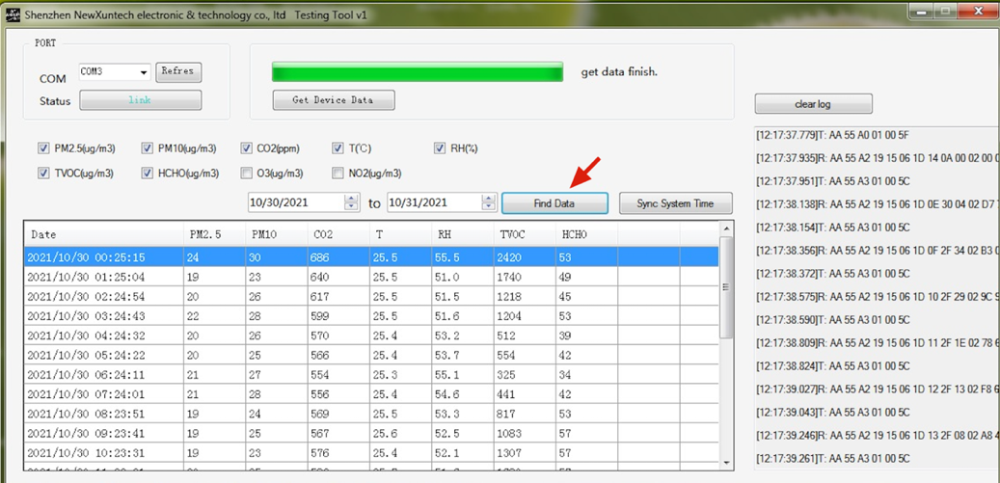 Shenzhen NewXuntech electronic & technology co., ltd Testing Tool v1
PORT
COM COM3 Refres
Status link
get data finish.
Get Device Data
clear log
PM2.5(ug/m3) PM10(ug/m3) CO2(ppm) T(℃) RH(%)
TVOC(ug/m3) HCHO(ug/m3) O3(ug/m3) NO2(ug/m3)
10/30/2021 to 10/31/2021 Find Data Sync System Time
Date PM2.5 PM10 CO2 T RH TVOC HCHO
2021/10/30 00:25:15 24 30 686 25.5 55.5 2420 53
2021/10/30 01:25:04 19 23 640 25.5 51.0 1740 49
2021/10/30 02:24:54 20 26 617 25.5 51.5 1218 45
2021/10/30 03:24:43 22 28 599 25.5 51.6 1204 53
2021/10/30 04:24:32 20 26 570 25.4 53.2 512 39
2021/10/30 05:24:22 20 25 566 25.4 53.7 554 42
2021/10/30 06:24:11 21 27 554 25.3 55.1 325 34
2021/10/30 07:24:01 21 28 556 25.4 54.6 441 42
2021/10/30 08:23:51 19 24 569 25.5 53.3 817 53
2021/10/30 09:23:41 19 25 567 25.6 52.5 1083 57
2021/10/30 10:23:31 19 23 576 25.4 52.1 1307 57
[12:17:37.779]T: AA 55 A0 01 00 5F
[12:17:37.935]R: AA 55 A2 19 15 06 1D 14 0A 00 02 00
[12:17:37.951]T: AA 55 A3 01 00 5C
[12:17:38.138]R: AA 55 A2 19 15 06 1D 0E 30 04 02 D7
[12:17:38.154]T: AA 55 A3 01 00 5C
[12:17:38.356]R: AA 55 A2 19 15 06 1D 0F 2F 34 02 B3
[12:17:38.372]T: AA 55 A3 01 00 5C
[12:17:38.575]R: AA 55 A2 19 15 06 1D 10 2F 29 02 9C
[12:17:38.590]T: AA 55 A3 01 00 5C
[12:17:38.809]R: AA 55 A2 19 15 06 1D 11 2F 1E 02 78
[12:17:38.824]T: AA 55 A3 01 00 5C
[12:17:39.027]R: AA 55 A2 19 15 06 1D 12 2F 13 02 F8
[12:17:39.043]T: AA 55 A3 01 00 5C
[12:17:39.246]R: AA 55 A2 19 15 06 1D 13 2F 08 02 A8
[12:17:39.261]T: AA 55 A3 01 00 5C